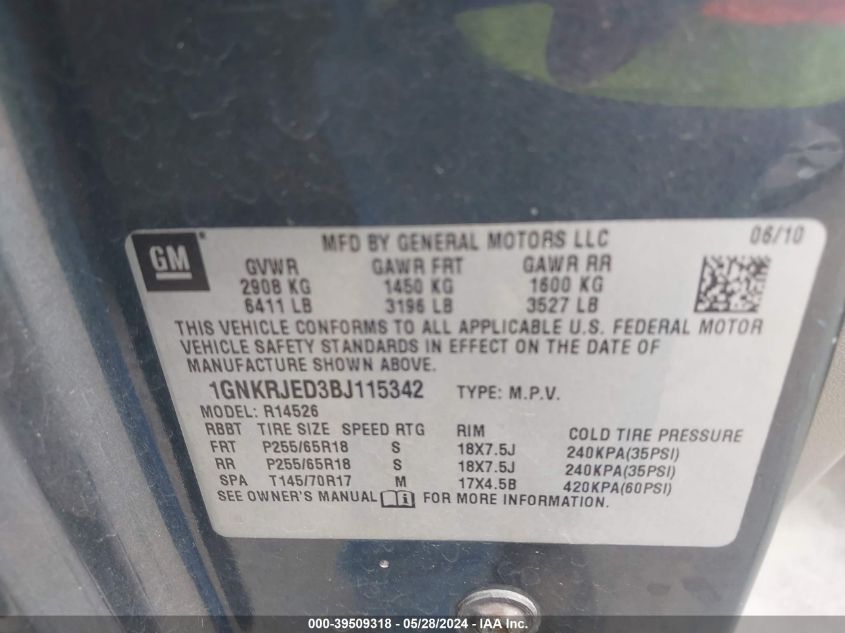 GM
MFD BY GENERAL MOTORS LLC 06/10
GVWR GAWR FRT GAWR RR
2908 KG 1450 KG 1600 KG
6411 LB 3196 LB 3527 LB
THIS VEHICLE CONFORMS TO ALL APPLICABLE U.S. FEDERAL MOTOR
VEHICLE SAFETY STANDARDS IN EFFECT ON THE DATE OF
MANUFACTURE SHOWN ABOVE.
1GNKRJED3BJ115342 TYPE: M.P.V.
MODEL: R14526
RBBT TIRE SIZE SPEED RTG RIM COLD TIRE PRESSURE
FRT P255/65R18 S 18X7.5J 240KPA(35PSI)
RR P255/65R18 S 18X7.5J 240KPA(35PSI)
SPA T145/70R17 M 17X4.5B 420KPA(60PSI)
SEE OWNER'S MANUAL FOR MORE INFORMATION.
000-39509318 - 05/28/2024 - IAA Inc.